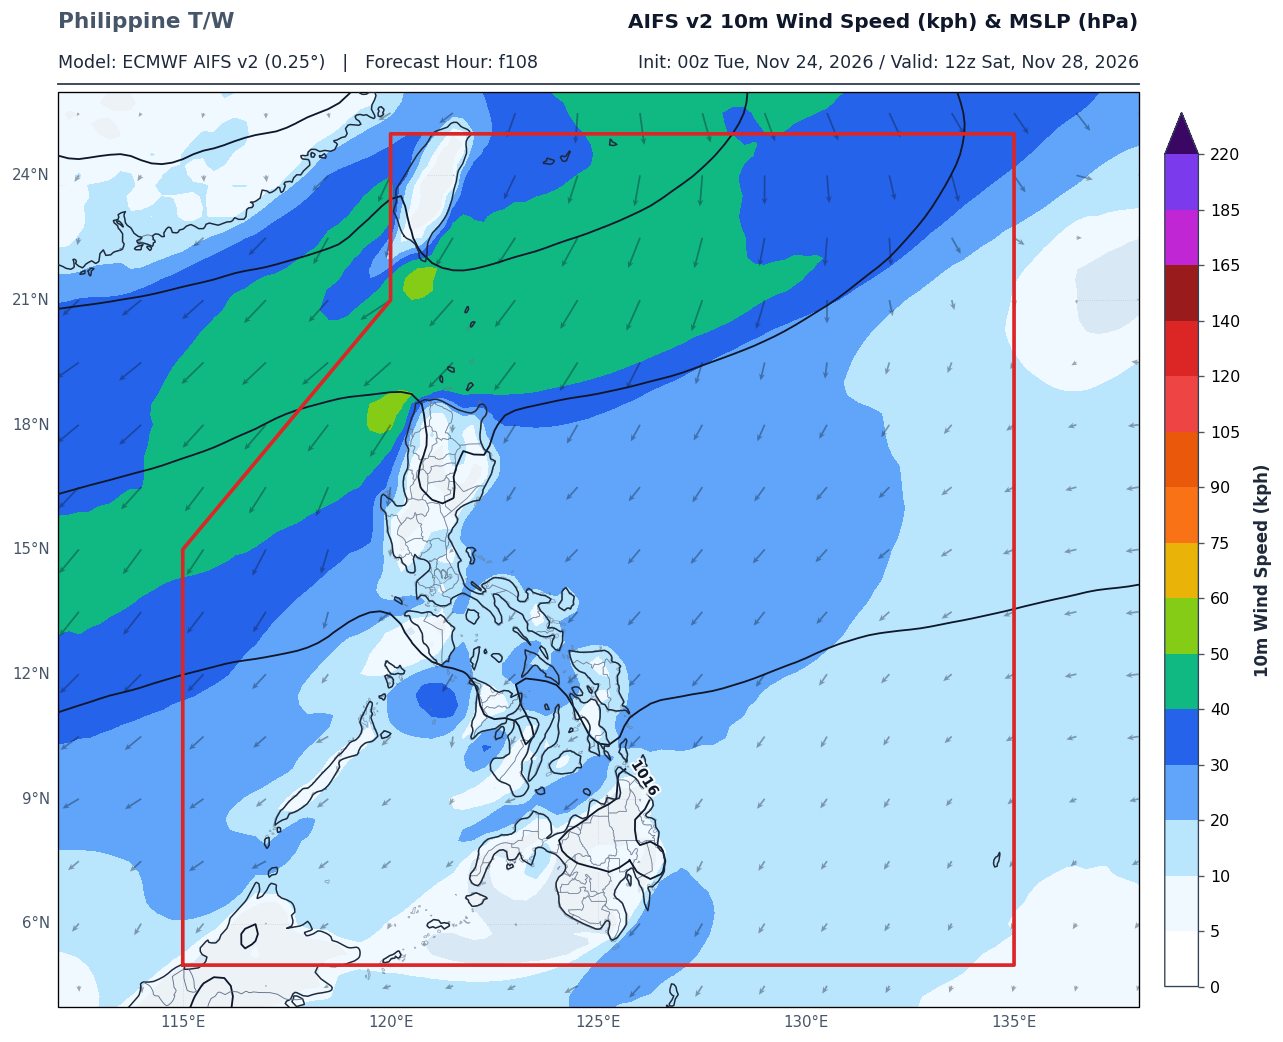 Philippine T/W
AIFS v2 10m Wind Speed (kph) & MSLP (hPa)
Model: ECMWF AIFS v2 (0.25°) | Forecast Hour: f108
Init: 00z Tue, Nov 24, 2026 / Valid: 12z Sat, Nov 28, 2026
24°N
21°N
18°N
15°N
12°N
9°N
6°N
115°E
120°E
125°E
130°E
135°E
1016
220
185
165
140
120
105
90
75
60
50
40
30
20
10
5
0
10m Wind Speed (kph)